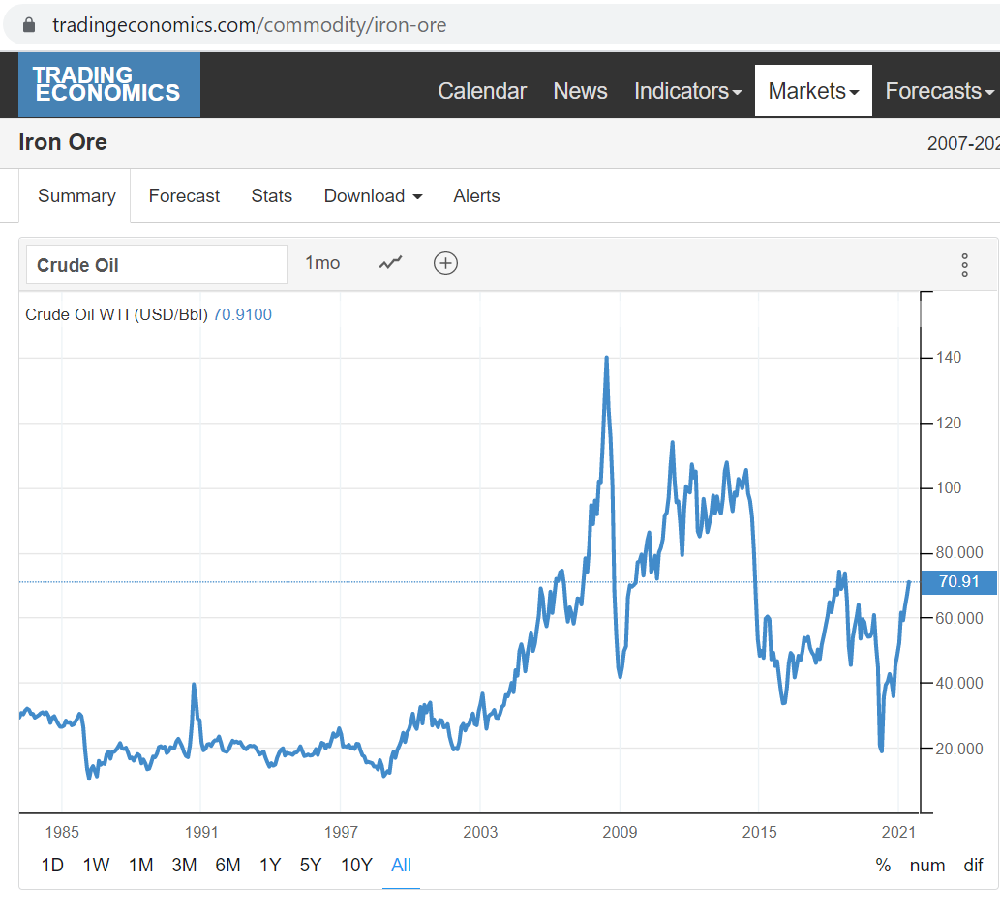 tradingeconomics.com/commodity/iron-ore
TRADING
ECONOMICS
Calendar News Indicators Markets Forecasts
Iron Ore 2007-202
Summary Forecast Stats Download Alerts
Crude Oil 1mo
Crude Oil WTI (USD/Bbl) 70.9100
140
120
100
80.000
70.91
60.000
40.000
20.000
1985 1991 1997 2003 2009 2015 2021
1D 1W 1M 3M 6M 1Y 5Y 10Y All % num dif